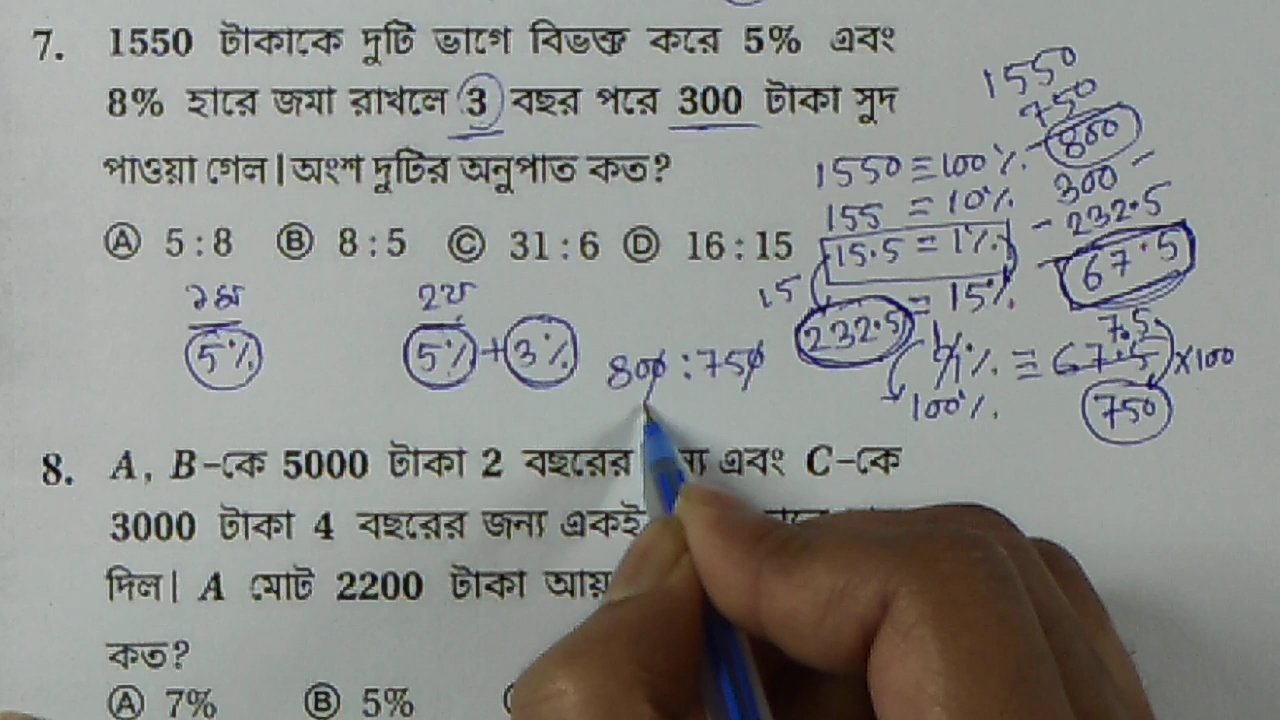 7. 1550 টাকাকে দুটি ভাগে বিভক্ত করে 5% এবং
8% হারে জমা রাখলে 3 বছর পরে 300 টাকা সুদ
পাওয়া গেল। অংশ দুটির অনুপাত কত?
Ⓐ 5 : 8 Ⓑ 8 : 5 Ⓒ 31 : 6 Ⓓ 16 : 15
1550
750
800
1550 = 100%
155 = 10%
15.5 = 1%
15
232.5 = 15%
300 -
- 232.5
67.5
১ম
5%
২য়
5% + 3%
800 : 750
% = 67.5
7.5
×100
100%
750
8. A, B-কে 5000 টাকা 2 বছরের এবং C-কে
3000 টাকা 4 বছরের জন্য একই
দিল। A মোট 2200 টাকা আয়
কত?
Ⓐ 7% Ⓑ 5%